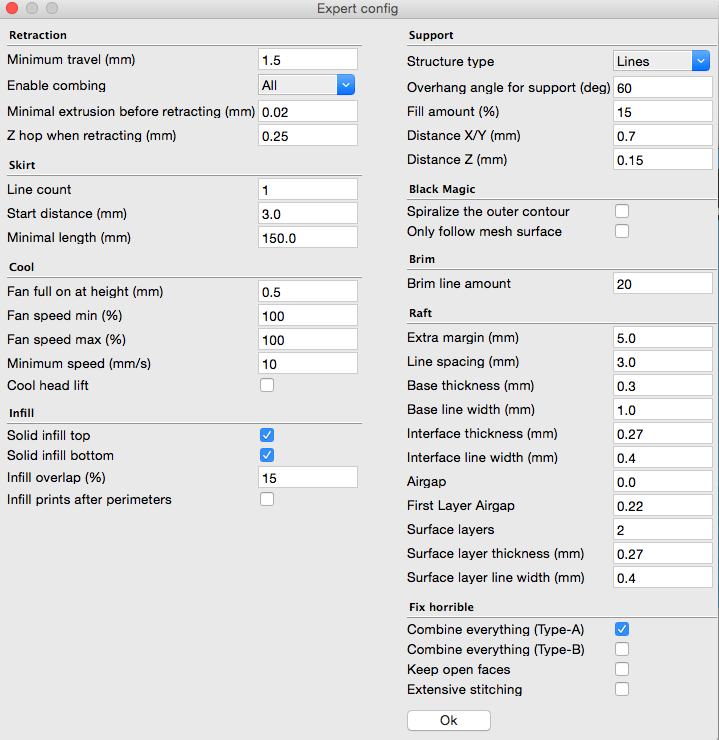 Expert config
Retraction
Minimum travel (mm) 1.5
Enable combing All
Minimal extrusion before retracting (mm) 0.02
Z hop when retracting (mm) 0.25
Skirt
Line count 1
Start distance (mm) 3.0
Minimal length (mm) 150.0
Cool
Fan full on at height (mm) 0.5
Fan speed min (%) 100
Fan speed max (%) 100
Minimum speed (mm/s) 10
Cool head lift
Infill
Solid infill top
Solid infill bottom
Infill overlap (%) 15
Infill prints after perimeters
Support
Structure type Lines
Overhang angle for support (deg) 60
Fill amount (%) 15
Distance X/Y (mm) 0.7
Distance Z (mm) 0.15
Black Magic
Spiralize the outer contour
Only follow mesh surface
Brim
Brim line amount 20
Raft
Extra margin (mm) 5.0
Line spacing (mm) 3.0
Base thickness (mm) 0.3
Base line width (mm) 1.0
Interface thickness (mm) 0.27
Interface line width (mm) 0.4
Airgap 0.0
First Layer Airgap 0.22
Surface layers 2
Surface layer thickness (mm) 0.27
Surface layer line width (mm) 0.4
Fix horrible
Combine everything (Type-A)
Combine everything (Type-B)
Keep open faces
Extensive stitching
Ok